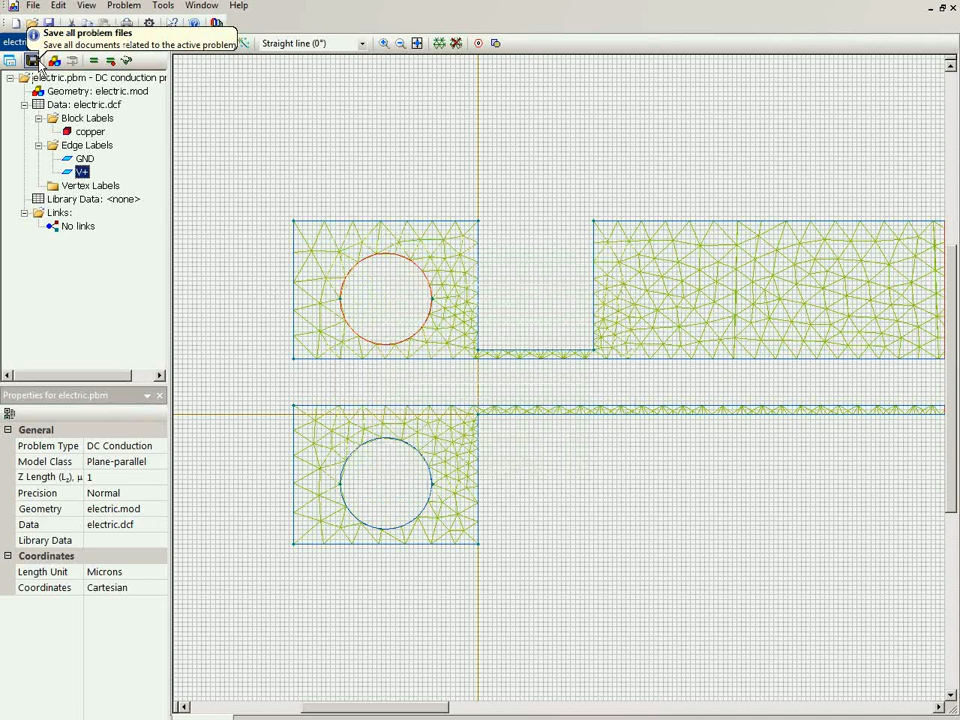 File Edit View Problem Tools Window Help
Save all problem files
Save all documents related to the active problem
electri
Straight line (0°)
electric.pbm - DC conduction pr
Geometry: electric.mod
Data: electric.dcf
Block Labels
copper
Edge Labels
GND
V+
Vertex Labels
Library Data: <none>
Links:
No links
Properties for electric.pbm
General
Problem Type DC Conduction
Model Class Plane-parallel
Z Length (Lz), μ 1
Precision Normal
Geometry electric.mod
Data electric.dcf
Library Data
Coordinates
Length Unit Microns
Coordinates Cartesian